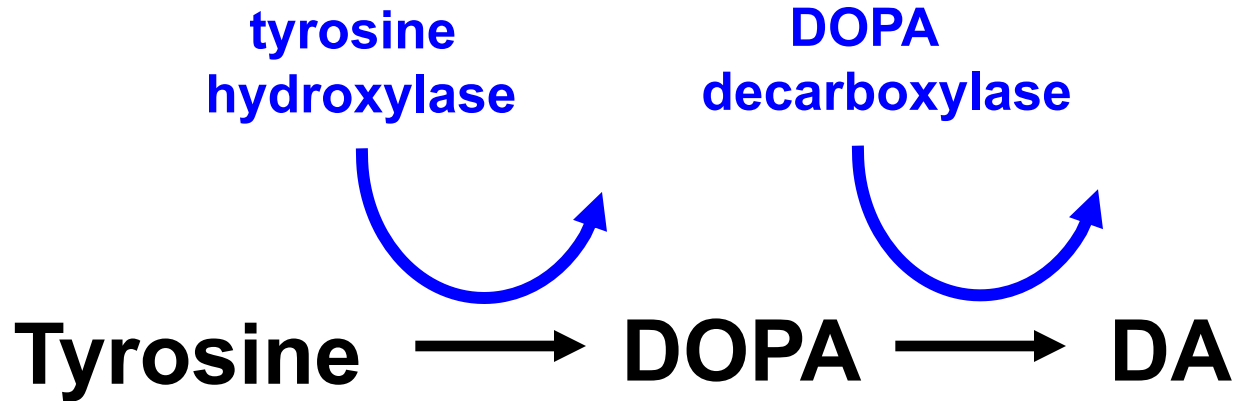 tyrosine
hydroxylase
DOPA
decarboxylase
Tyrosine
DOPA
DA